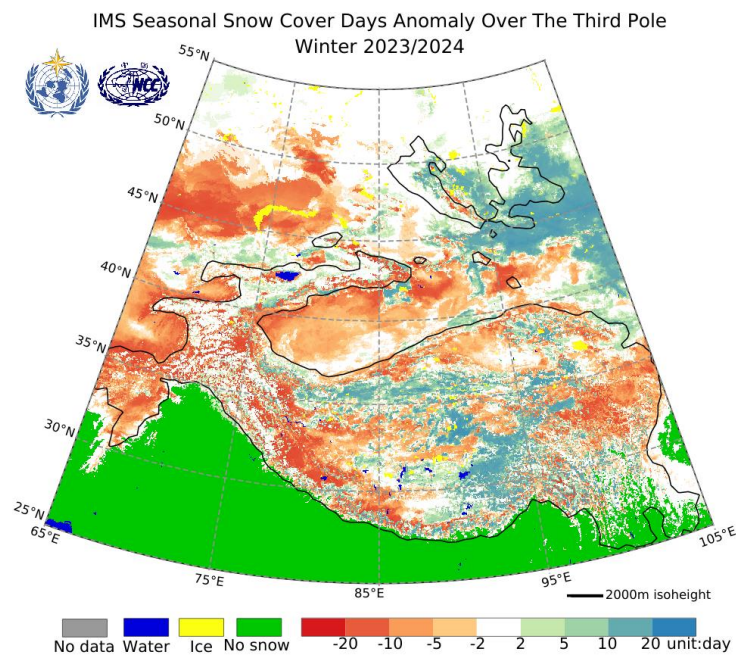 IMS Seasonal Snow Cover Days Anomaly Over The Third Pole
Winter 2023/2024
NCC
55°N
50°N
45°N
40°N
35°N
30°N
25°N
65°E
75°E
85°E
95°E
105°E
2000m isoheight
No data Water Ice No snow -20 -10 -5 -2 2 5 10 20 unit:day